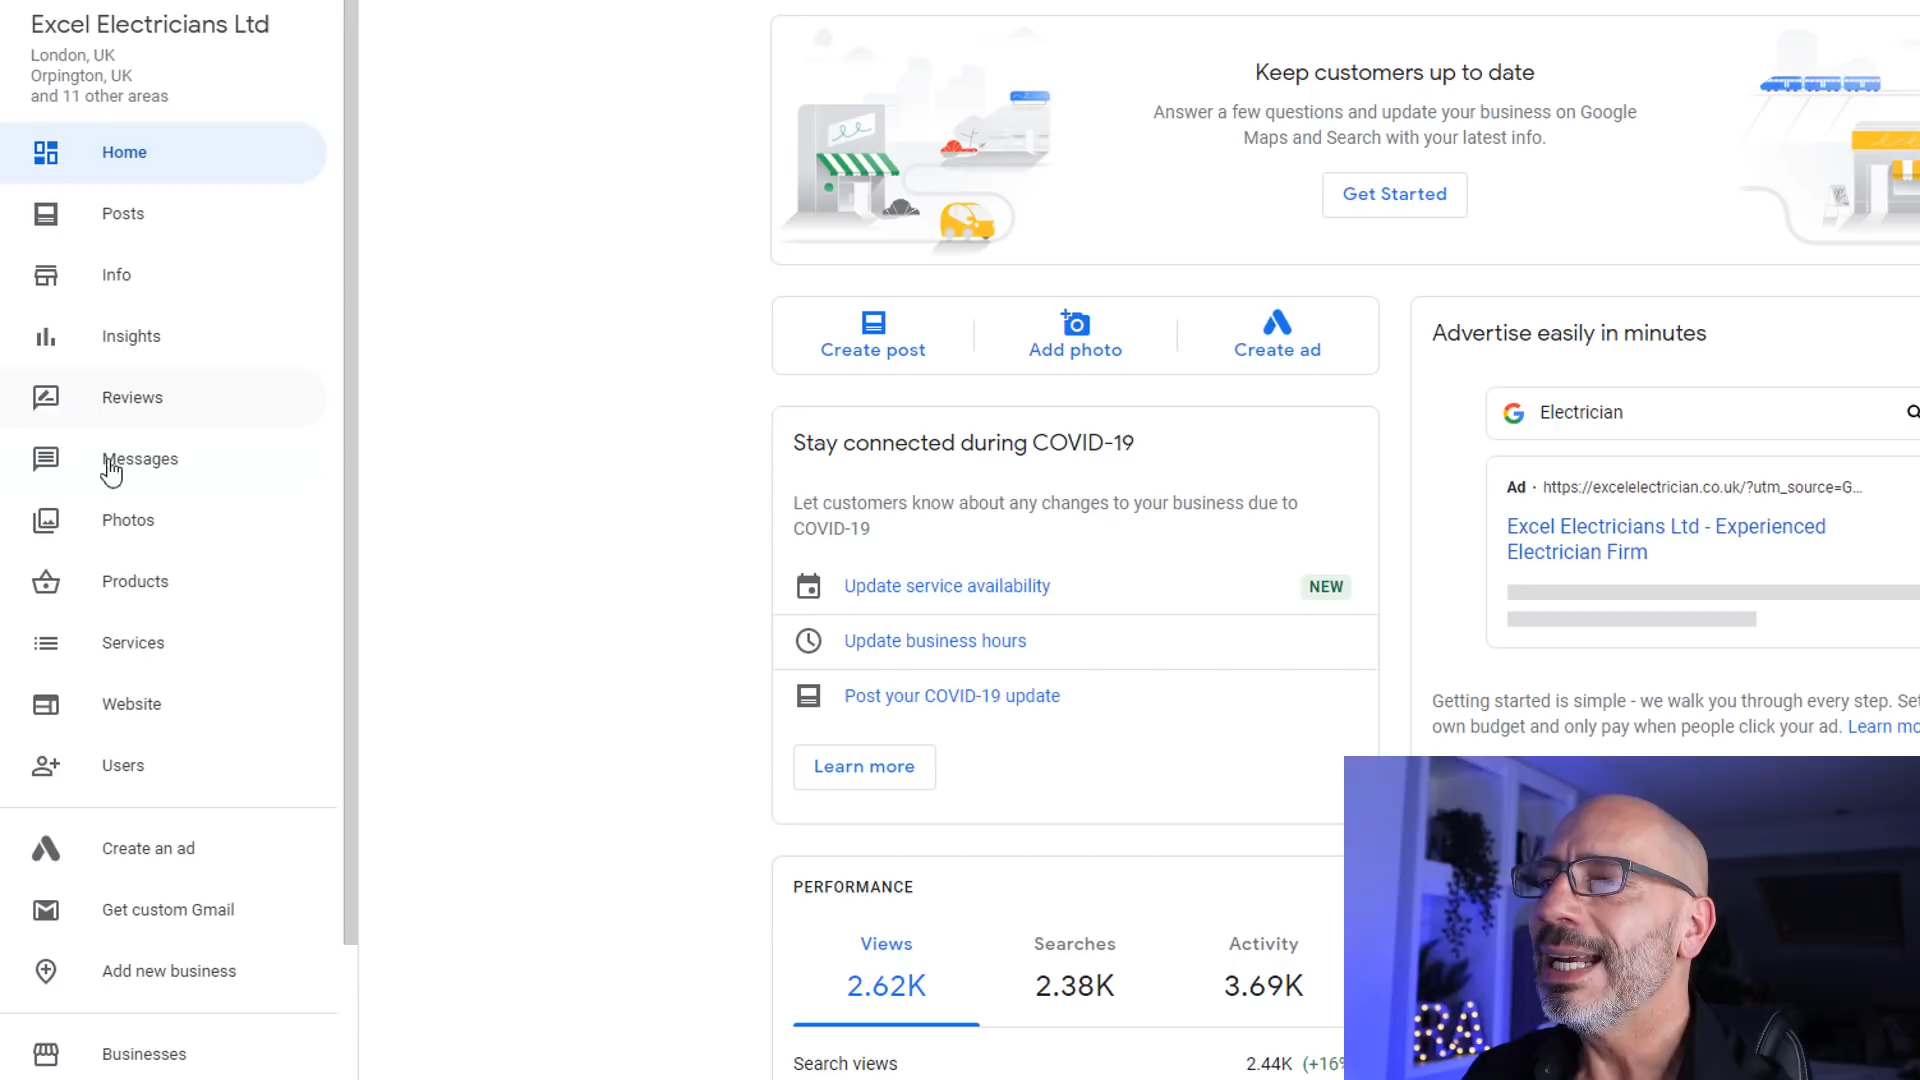 Excel Electricians Ltd
London, UK
Orpington, UK
and 11 other areas
Home
Posts
Info
Insights
Reviews
Messages
Photos
Products
Services
Website
Users
Create an ad
Get custom Gmail
Add new business
Businesses
Keep customers up to date
Answer a few questions and update your business on Google
Maps and Search with your latest info.
Get Started
Create post
Add photo
Create ad
Stay connected during COVID-19
Let customers know about any changes to your business due to
COVID-19
Update service availability
NEW
Update business hours
Post your COVID-19 update
Learn more
PERFORMANCE
Views
Searches
Activity
2.62K
2.38K
3.69K
Search views
2.44K (+16%
Advertise easily in minutes
Electrician
Ad · https://excelelectrician.co.uk/?utm_source=G...
Excel Electricians Ltd - Experienced
Electrician Firm
Getting started is simple - we walk you through every step. Set
own budget and only pay when people click your ad. Learn mo
RA